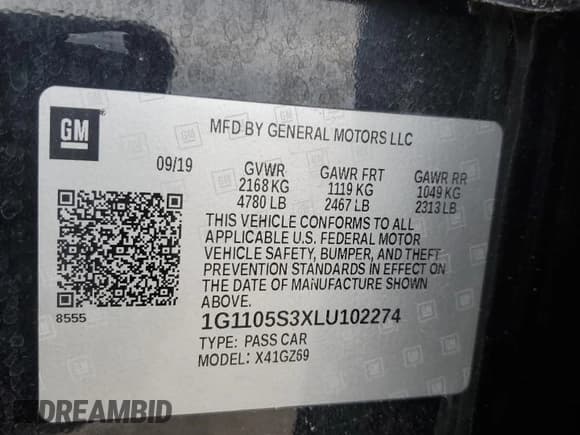 GM
®
MFD BY GENERAL MOTORS LLC
09/19
GVWR
2168 KG
4780 LB
GAWR FRT
1119 KG
2467 LB
GAWR RR
1049 KG
2313 LB
THIS VEHICLE CONFORMS TO ALL
APPLICABLE U.S. FEDERAL MOTOR
VEHICLE SAFETY, BUMPER, AND THEFT
PREVENTION STANDARDS IN EFFECT ON
THE DATE OF MANUFACTURE SHOWN
ABOVE.
8555
1G1105S3XLU102274
TYPE: PASS CAR
MODEL: X41GZ69
DREAMBID